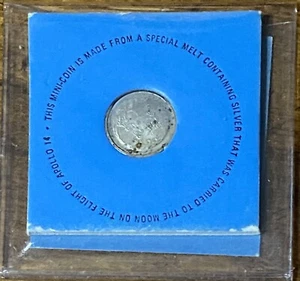 THIS MINI-COIN IS MADE FROM A SPECIAL MELT CONTAINING SILVER THAT WAS CARRIED TO THE MOON ON THE FLIGHT OF APOLLO 14 •